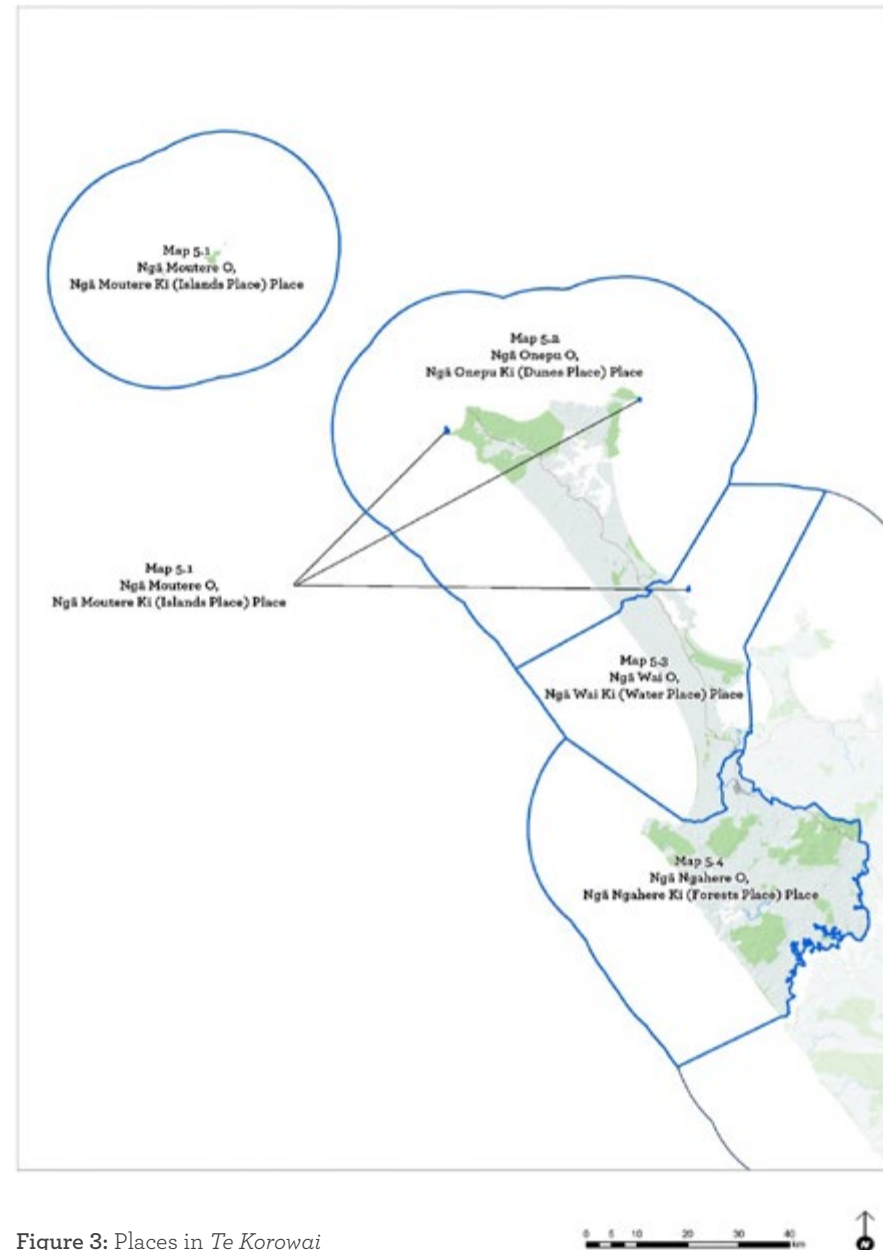 Map 5.1
Ngā Moutere O,
Ngā Moutere Ki (Islands Place) Place
Map 5.2
Ngā Onepu O,
Ngā Onepu Ki (Dunes Place) Place
Map 5.1
Ngā Moutere O,
Ngā Moutere Ki (Islands Place) Place
Map 5.3
Ngā Wai O,
Ngā Wai Ki (Water Place) Place
Map 5.4
Ngā Ngahere O,
Ngā Ngahere Ki (Forests Place) Place
Figure 3: Places in Te Korowai
0 5 10 20 30 40
km
N